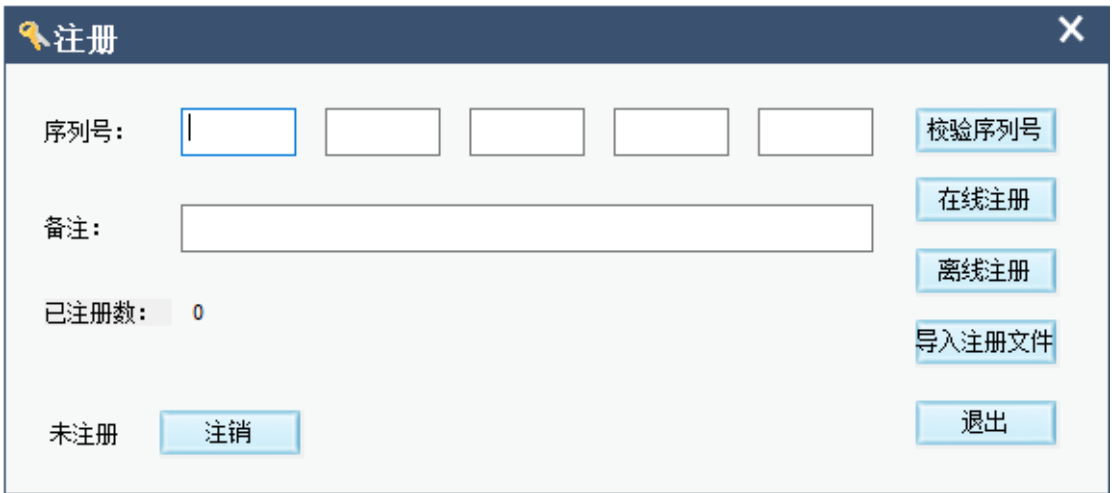 注册
序列号:
校验序列号
在线注册
备注:
离线注册
已注册数: 0
导入注册文件
未注册 注销
退出